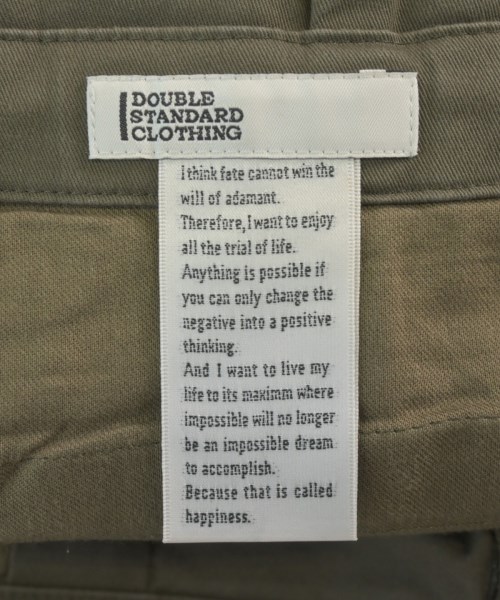 DOUBLE
STANDARD
CLOTHING
I think fate cannot win the
will of adamant.
Therefore, I want to enjoy
all the trial of life.
Anything is possible if
you can only change the
negative into a positive
thinking.
And I want to live my
life to its maximm where
impossible will no longer
be an impossible dream
to accomplish.
Because that is called
happiness.